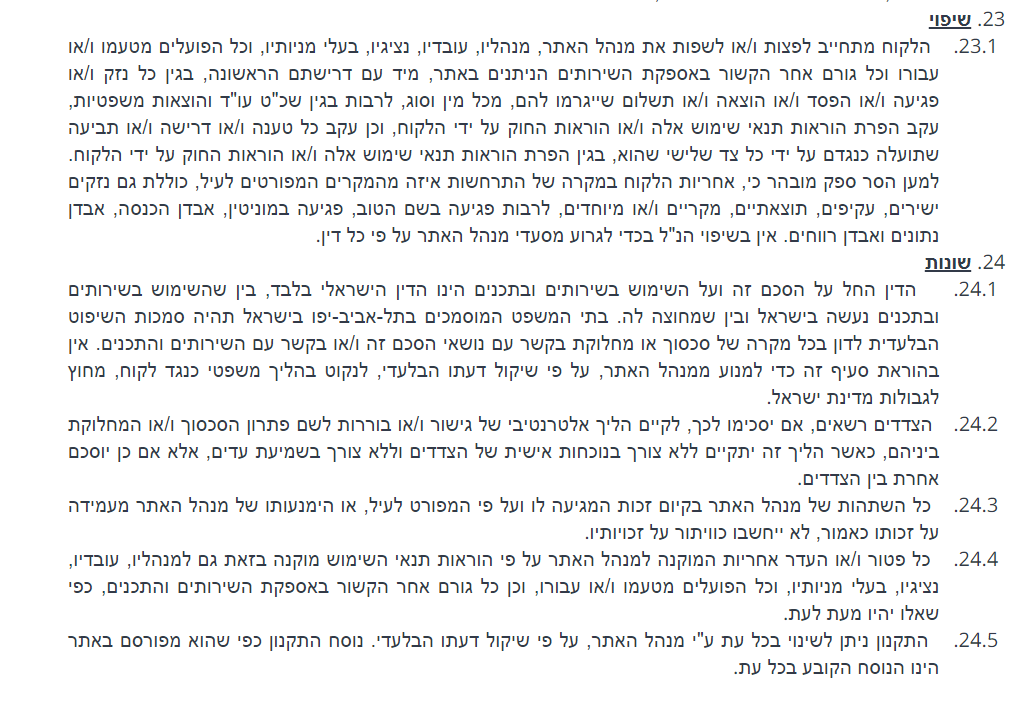 23. שיפוי
23.1. הלקוח מתחייב לפצות ו/או לשפות את מנהל האתר, מנהליו, עובדיו, נציגיו, בעלי מניותיו, וכל הפועלים מטעמו ו/או
עבורו וכל גורם אחר הקשור באספקת השירותים הניתנים באתר, מיד עם דרישתם הראשונה, בגין כל נזק ו/או
פגיעה ו/או הפסד ו/או הוצאה ו/או תשלום שייגרמו להם, מכל מין וסוג, לרבות בגין שכ"ט עו"ד והוצאות משפטיות,
עקב הפרת הוראות תנאי שימוש אלה ו/או הוראות החוק על ידי הלקוח, וכן עקב כל טענה ו/או דרישה ו/או תביעה
שתועלה כנגדם על ידי כל צד שלישי שהוא, בגין הפרת הוראות תנאי שימוש אלה ו/או הוראות החוק על ידי הלקוח.
למען הסר ספק מובהר כי, אחריות הלקוח במקרה של התרחשות איזה מהמקרים המפורטים לעיל, כוללת גם נזקים
ישירים, עקיפים, תוצאתיים, מקריים ו/או מיוחדים, לרבות פגיעה בשם הטוב, פגיעה במוניטין, אבדן הכנסה, אבדן
נתונים ואבדן רווחים. אין בשיפוי הנ"ל בכדי לגרוע מסעדי מנהל האתר על פי כל דין.
24. שונות
24.1. הדין החל על הסכם זה ועל השימוש בשירותים ובתכנים הינו הדין הישראלי בלבד, בין שהשימוש בשירותים
ובתכנים נעשה בישראל ובין שמחוצה לה. בתי המשפט המוסמכים בתל-אביב-יפו בישראל תהיה סמכות השיפוט
הבלעדית לדון בכל מקרה של סכסוך או מחלוקת בקשר עם נושאי הסכם זה ו/או בקשר עם השירותים והתכנים. אין
בהוראת סעיף זה כדי למנוע ממנהל האתר, על פי שיקול דעתו הבלעדי, לנקוט בהליך משפטי כנגד לקוח, מחוץ
לגבולות מדינת ישראל.
24.2. הצדדים רשאים, אם יסכימו לכך, לקיים הליך אלטרנטיבי של גישור ו/או בוררות לשם פתרון הסכסוך ו/או המחלוקת
ביניהם, כאשר הליך זה יתקיים ללא צורך בנוכחות אישית של הצדדים וללא צורך בשמיעת עדים, אלא אם כן יוסכם
אחרת בין הצדדים.
24.3. כל השתהות של מנהל האתר בקיום זכות המגיעה לו ועל פי המפורט לעיל, או הימנעותו של מנהל האתר מעמידה
על זכותו כאמור, לא ייחשבו כוויתור על זכויותיו.
24.4. כל פטור ו/או העדר אחריות המוקנה למנהל האתר על פי הוראות תנאי השימוש מוקנה בזאת גם למנהליו, עובדיו,
נציגיו, בעלי מניותיו, וכל הפועלים מטעמו ו/או עבורו, וכן כל גורם אחר הקשור באספקת השירותים והתכנים, כפי
שאלו יהיו מעת לעת.
24.5. התקנון ניתן לשינוי בכל עת ע"י מנהל האתר, על פי שיקול דעתו הבלעדי. נוסח התקנון כפי שהוא מפורסם באתר
הינו הנוסח הקובע בכל עת.